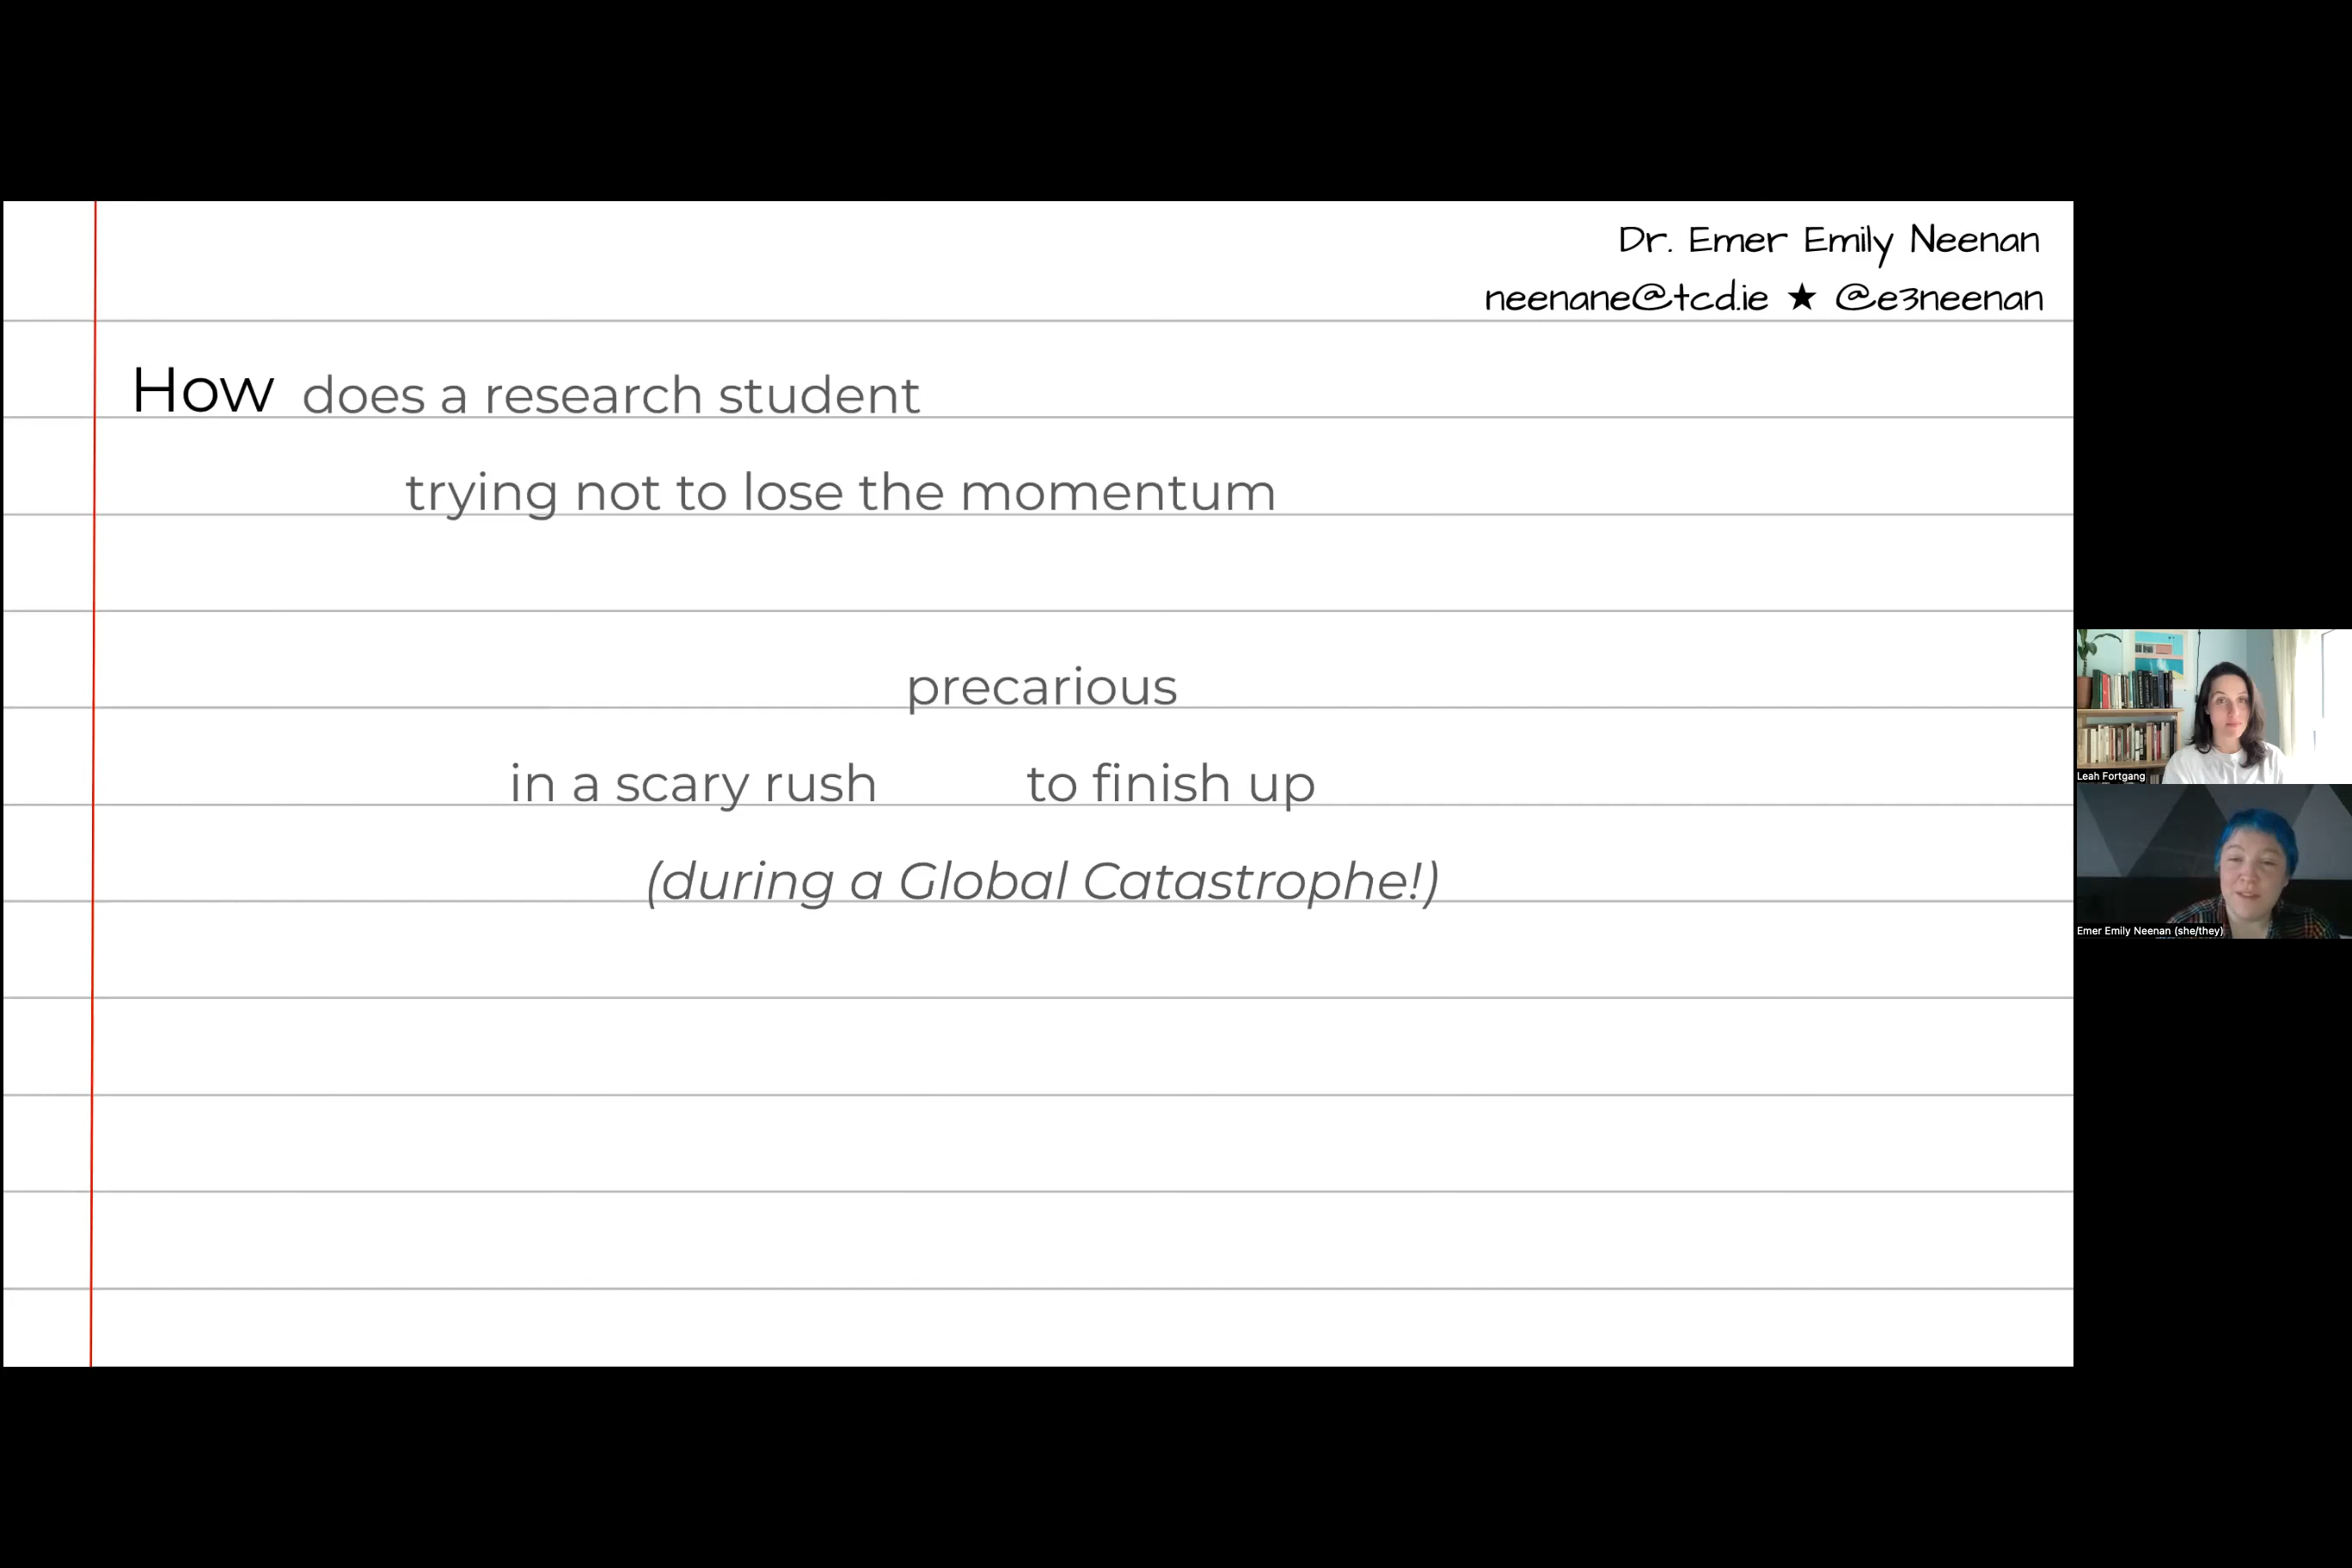 Dr. Emer Emily Neenan
neenane@tcd.ie ★ @e3neenan
How does a research student
trying not to lose the momentum
precarious
in a scary rush to finish up
(during a Global Catastrophe!)
Leah Fortgang
Emer Emily Neenan (she/they)